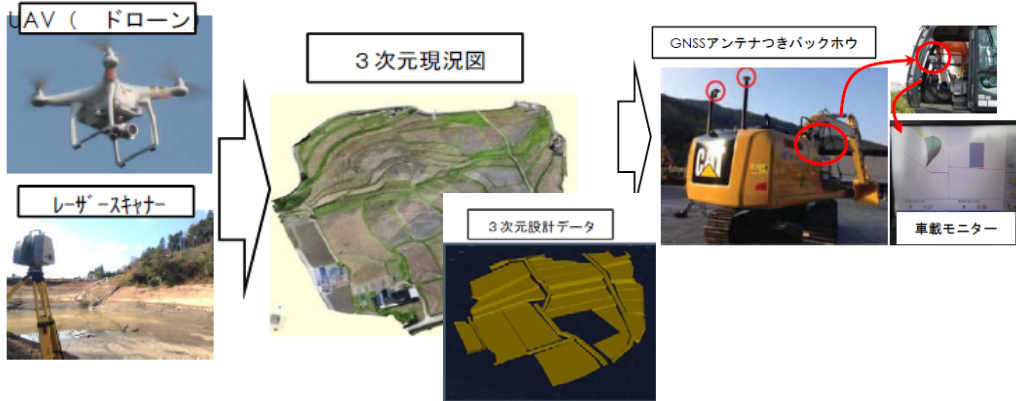 UAV（　ドローン）
レーザースキャナー
３次元現況図
３次元設計データ
GNSSアンテナつきバックホウ
CAT
車載モニター